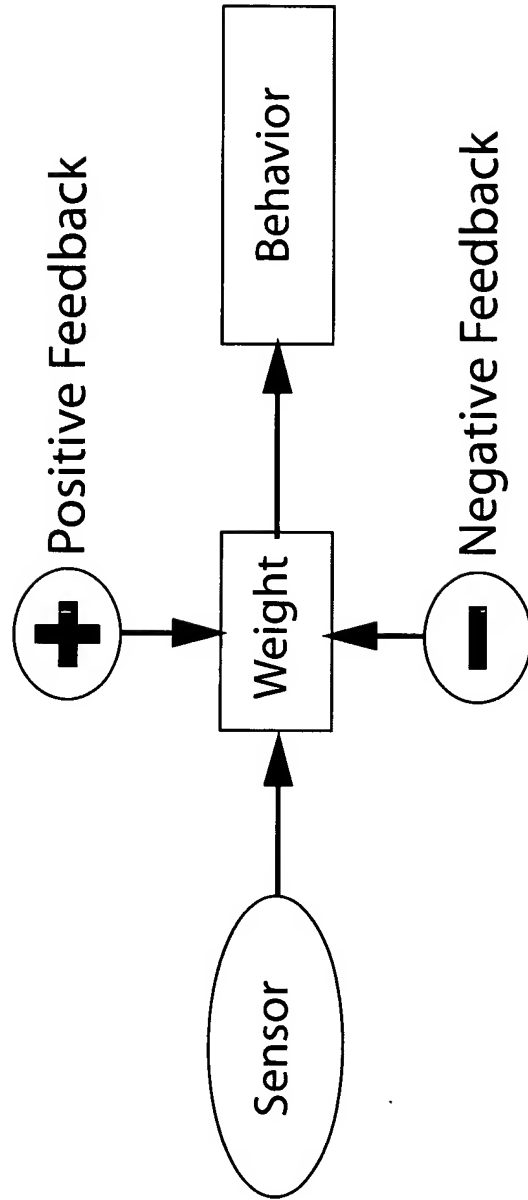 Positive Feedback
+
Sensor
Weight
Behavior
−
Negative Feedback